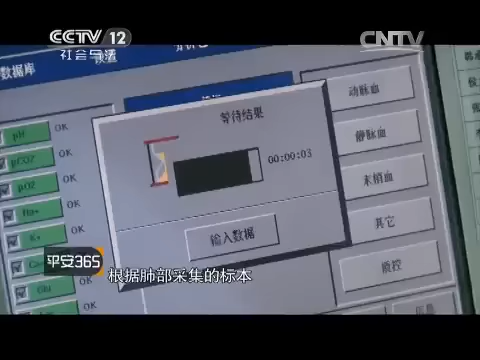 CCTV 12
社会与法
CNTV
数据库
等待结果
00:00:03
输入数据
动脉血
静脉血
末梢血
其它
质控
pH OK
pCO2 OK
pO2 OK
Na+ OK
K+ OK
OK
Glu OK
OK
平安365
根据肺部采集的标本